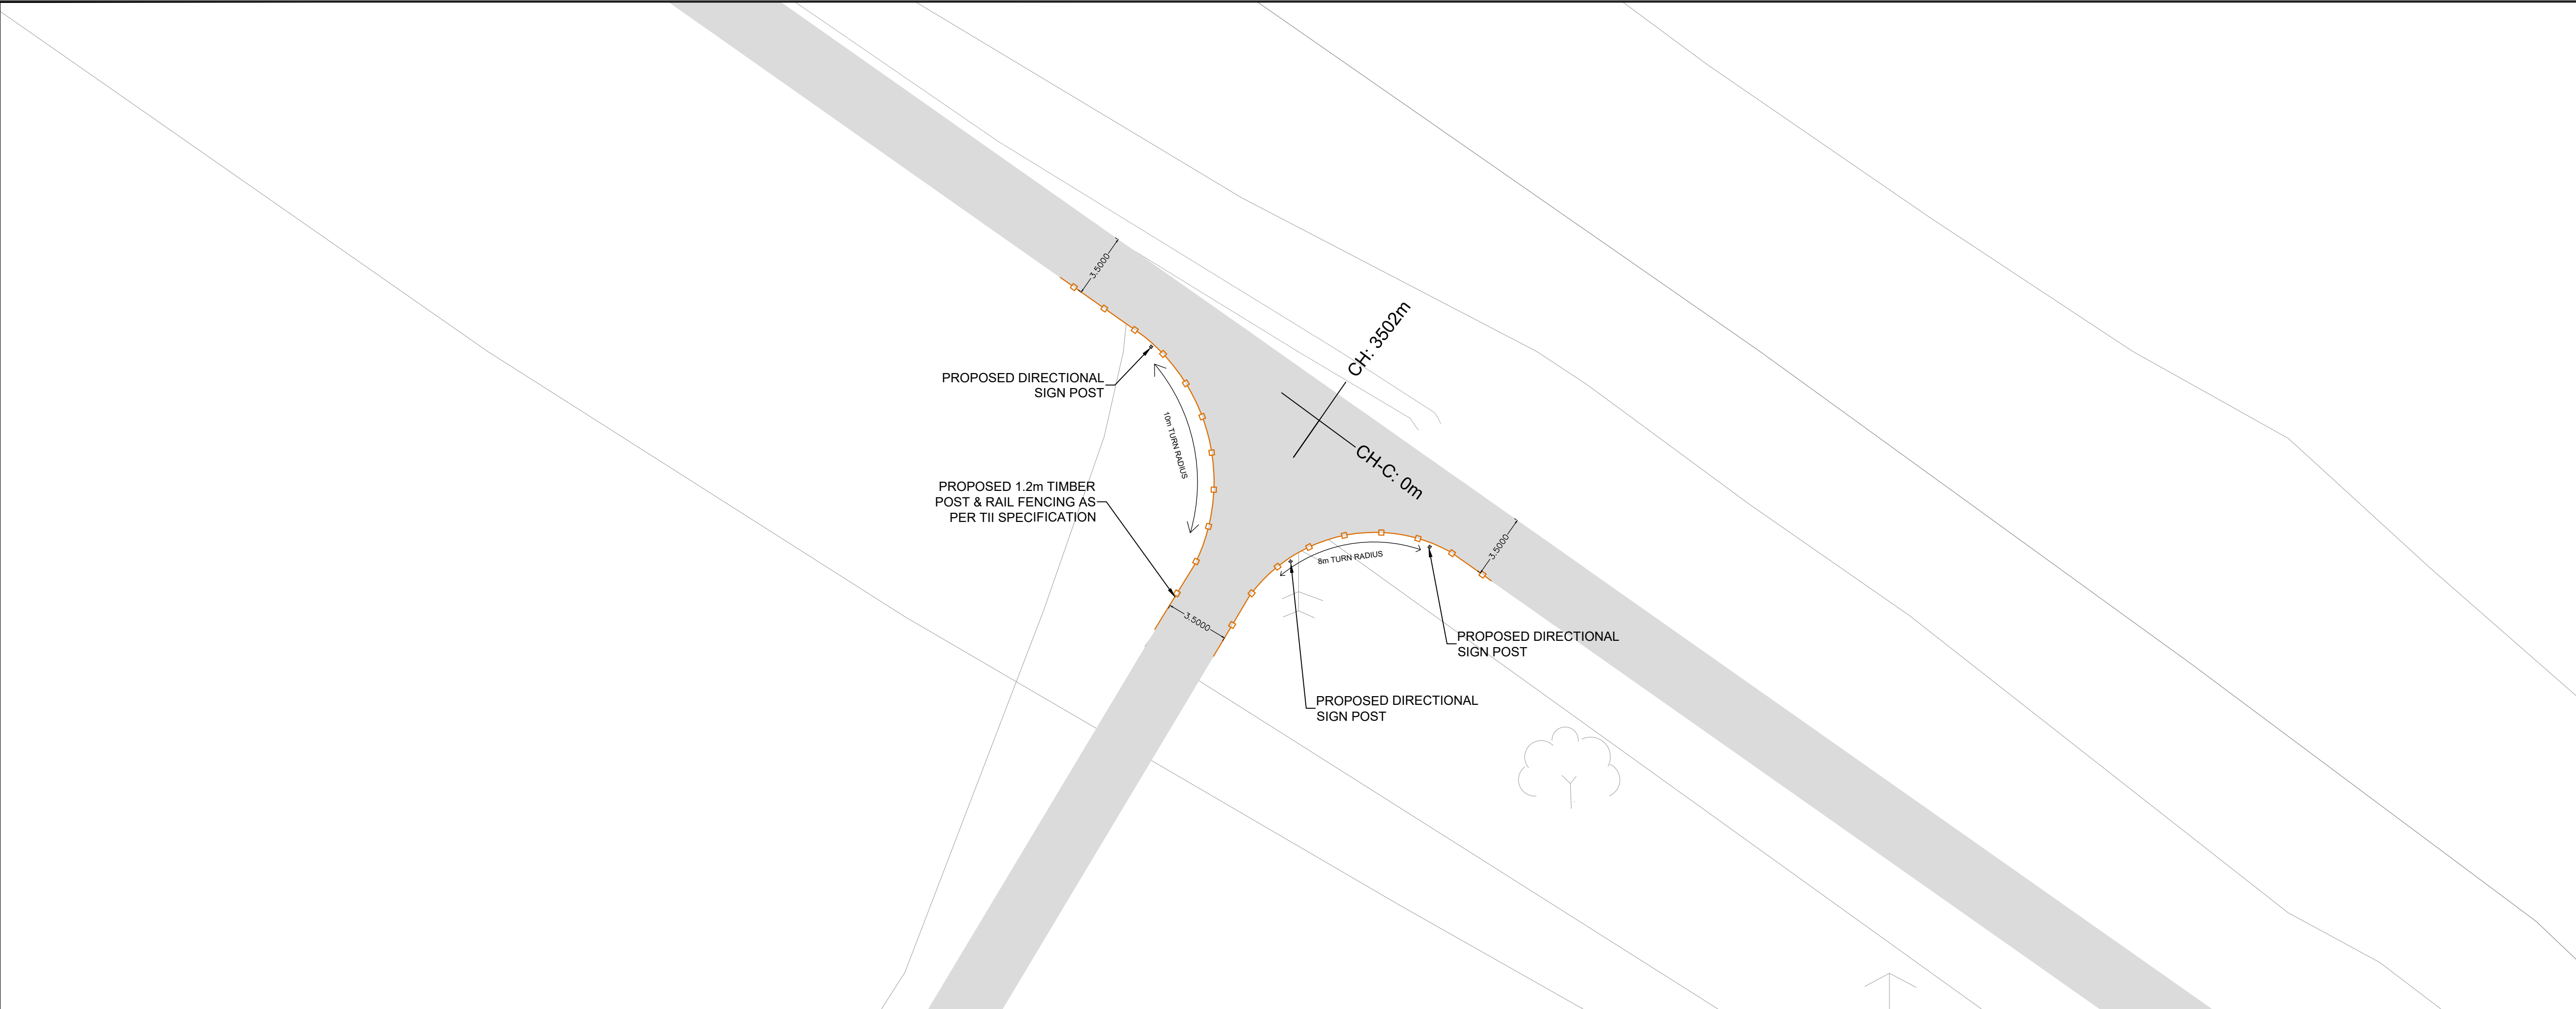 3.5000
CH: 3502m
PROPOSED DIRECTIONAL
SIGN POST
10m TURN RADIUS
CH-C: 0m
PROPOSED 1.2m TIMBER
POST & RAIL FENCING AS
PER TII SPECIFICATION
3.5000
8m TURN RADIUS
3.5000
PROPOSED DIRECTIONAL
SIGN POST
PROPOSED DIRECTIONAL
SIGN POST